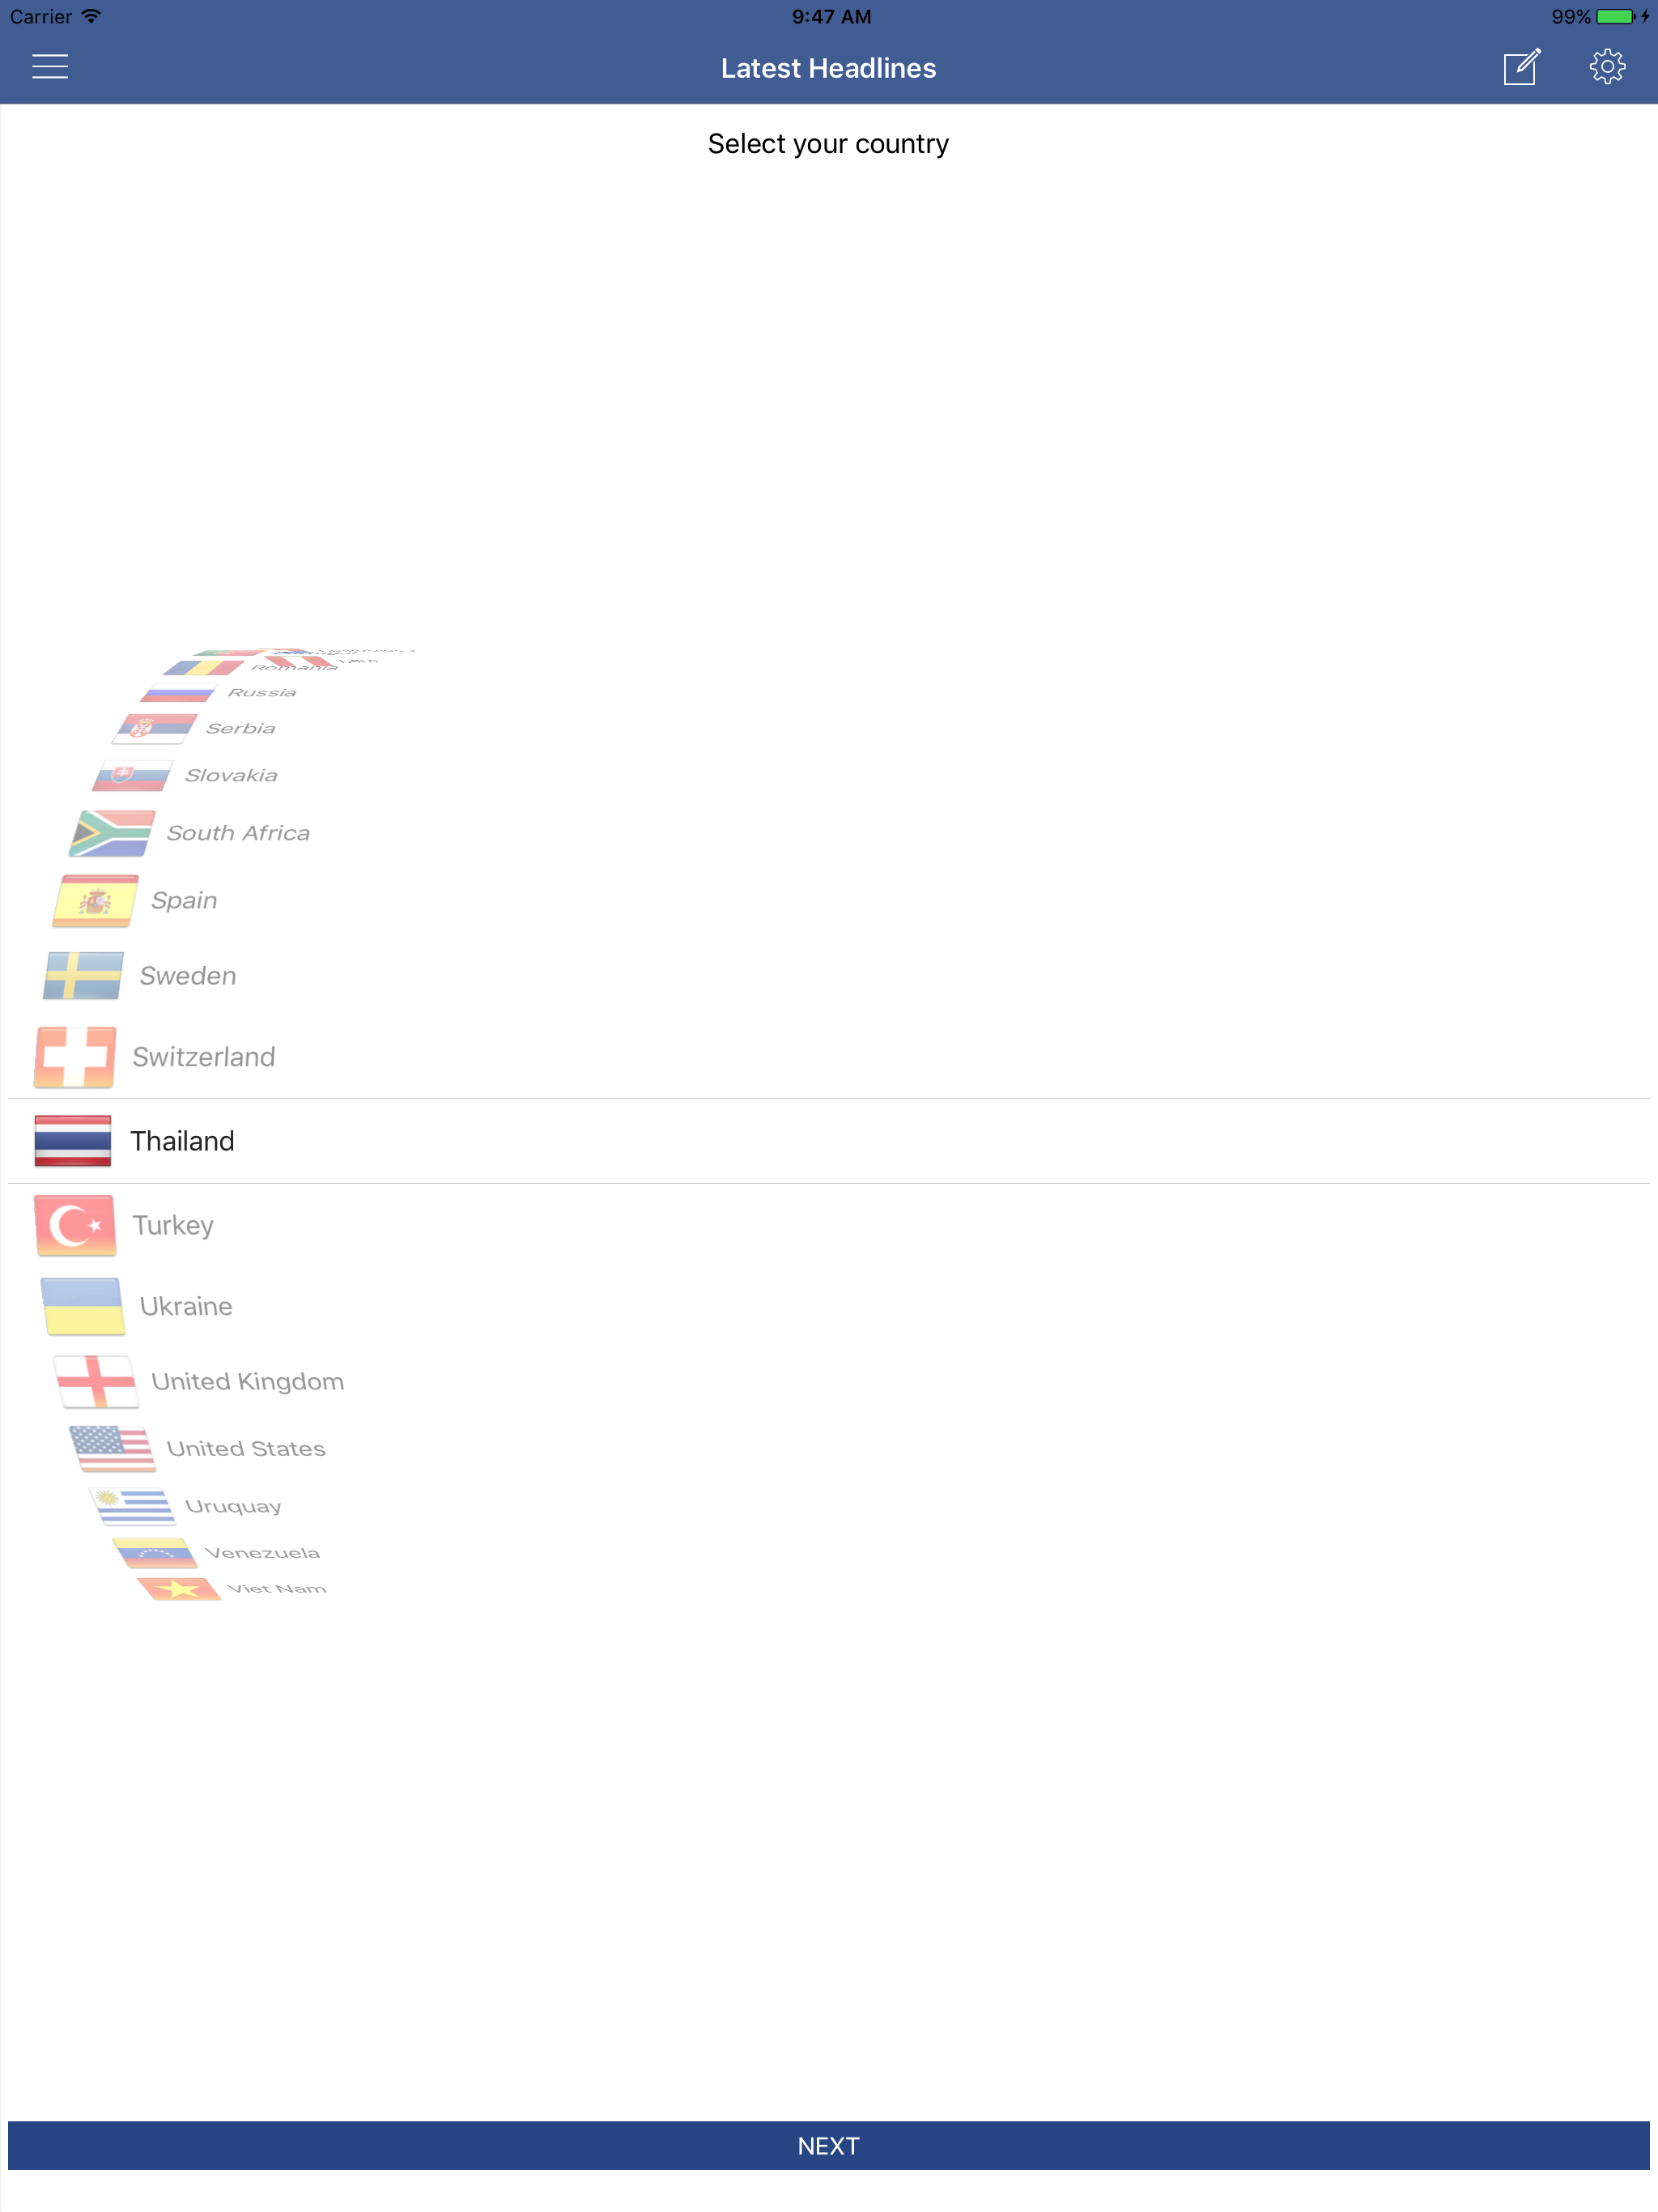 Carrier 9:47 AM 99%
Latest Headlines
Select your country
Romania
Russia
Serbia
Slovakia
South Africa
Spain
Sweden
Switzerland
Thailand
Turkey
Ukraine
United Kingdom
United States
Uruquay
Venezuela
Viet Nam
NEXT